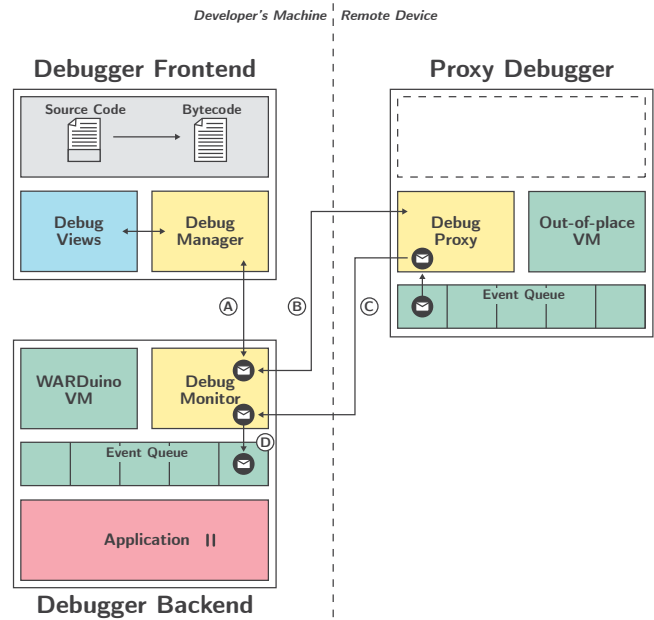 Developer's Machine
Remote Device
Debugger Frontend
Proxy Debugger
Source Code
Bytecode
Debug
Views
Debug
Manager
Debug
Proxy
Out-of-place
VM
Event Queue
A
B
C
WARDuino
VM
Debug
Monitor
D
Event Queue
Application
Debugger Backend